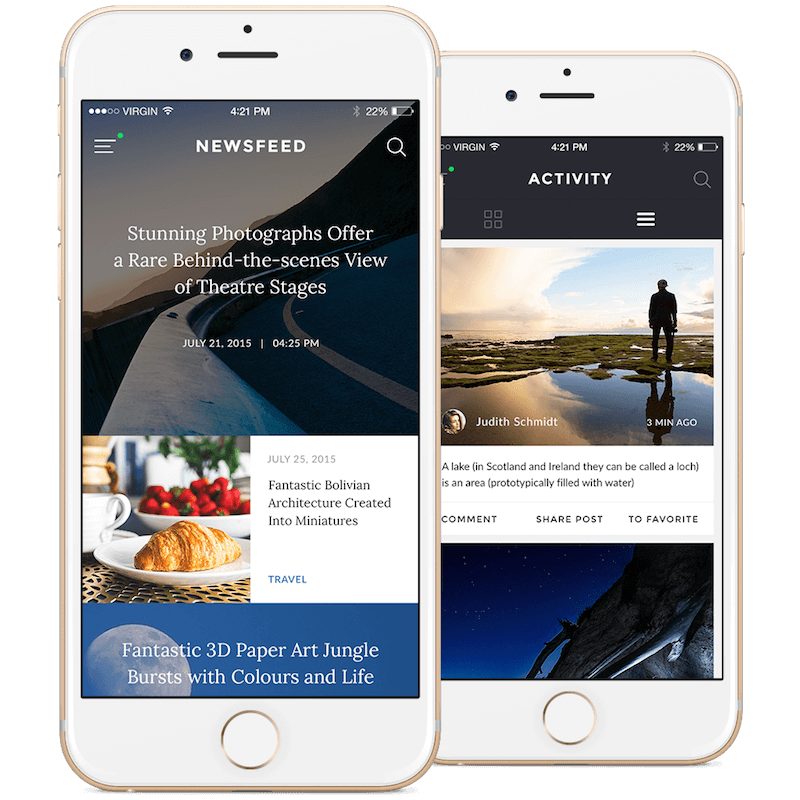 VIRGIN 4:21 PM 22%
NEWSFEED
Stunning Photographs Offer
a Rare Behind-the-scenes View
of Theatre Stages
JULY 21, 2015 | 04:25 PM
JULY 25, 2015
Fantastic Bolivian
Architecture Created
Into Miniatures
TRAVEL
Fantastic 3D Paper Art Jungle
Bursts with Colours and Life
VIRGIN 4:21 PM 22%
ACTIVITY
Judith Schmidt 3 MIN AGO
A lake (in Scotland and Ireland they can be called a loch)
is an area (prototypically filled with water)
COMMENT SHARE POST TO FAVORITE